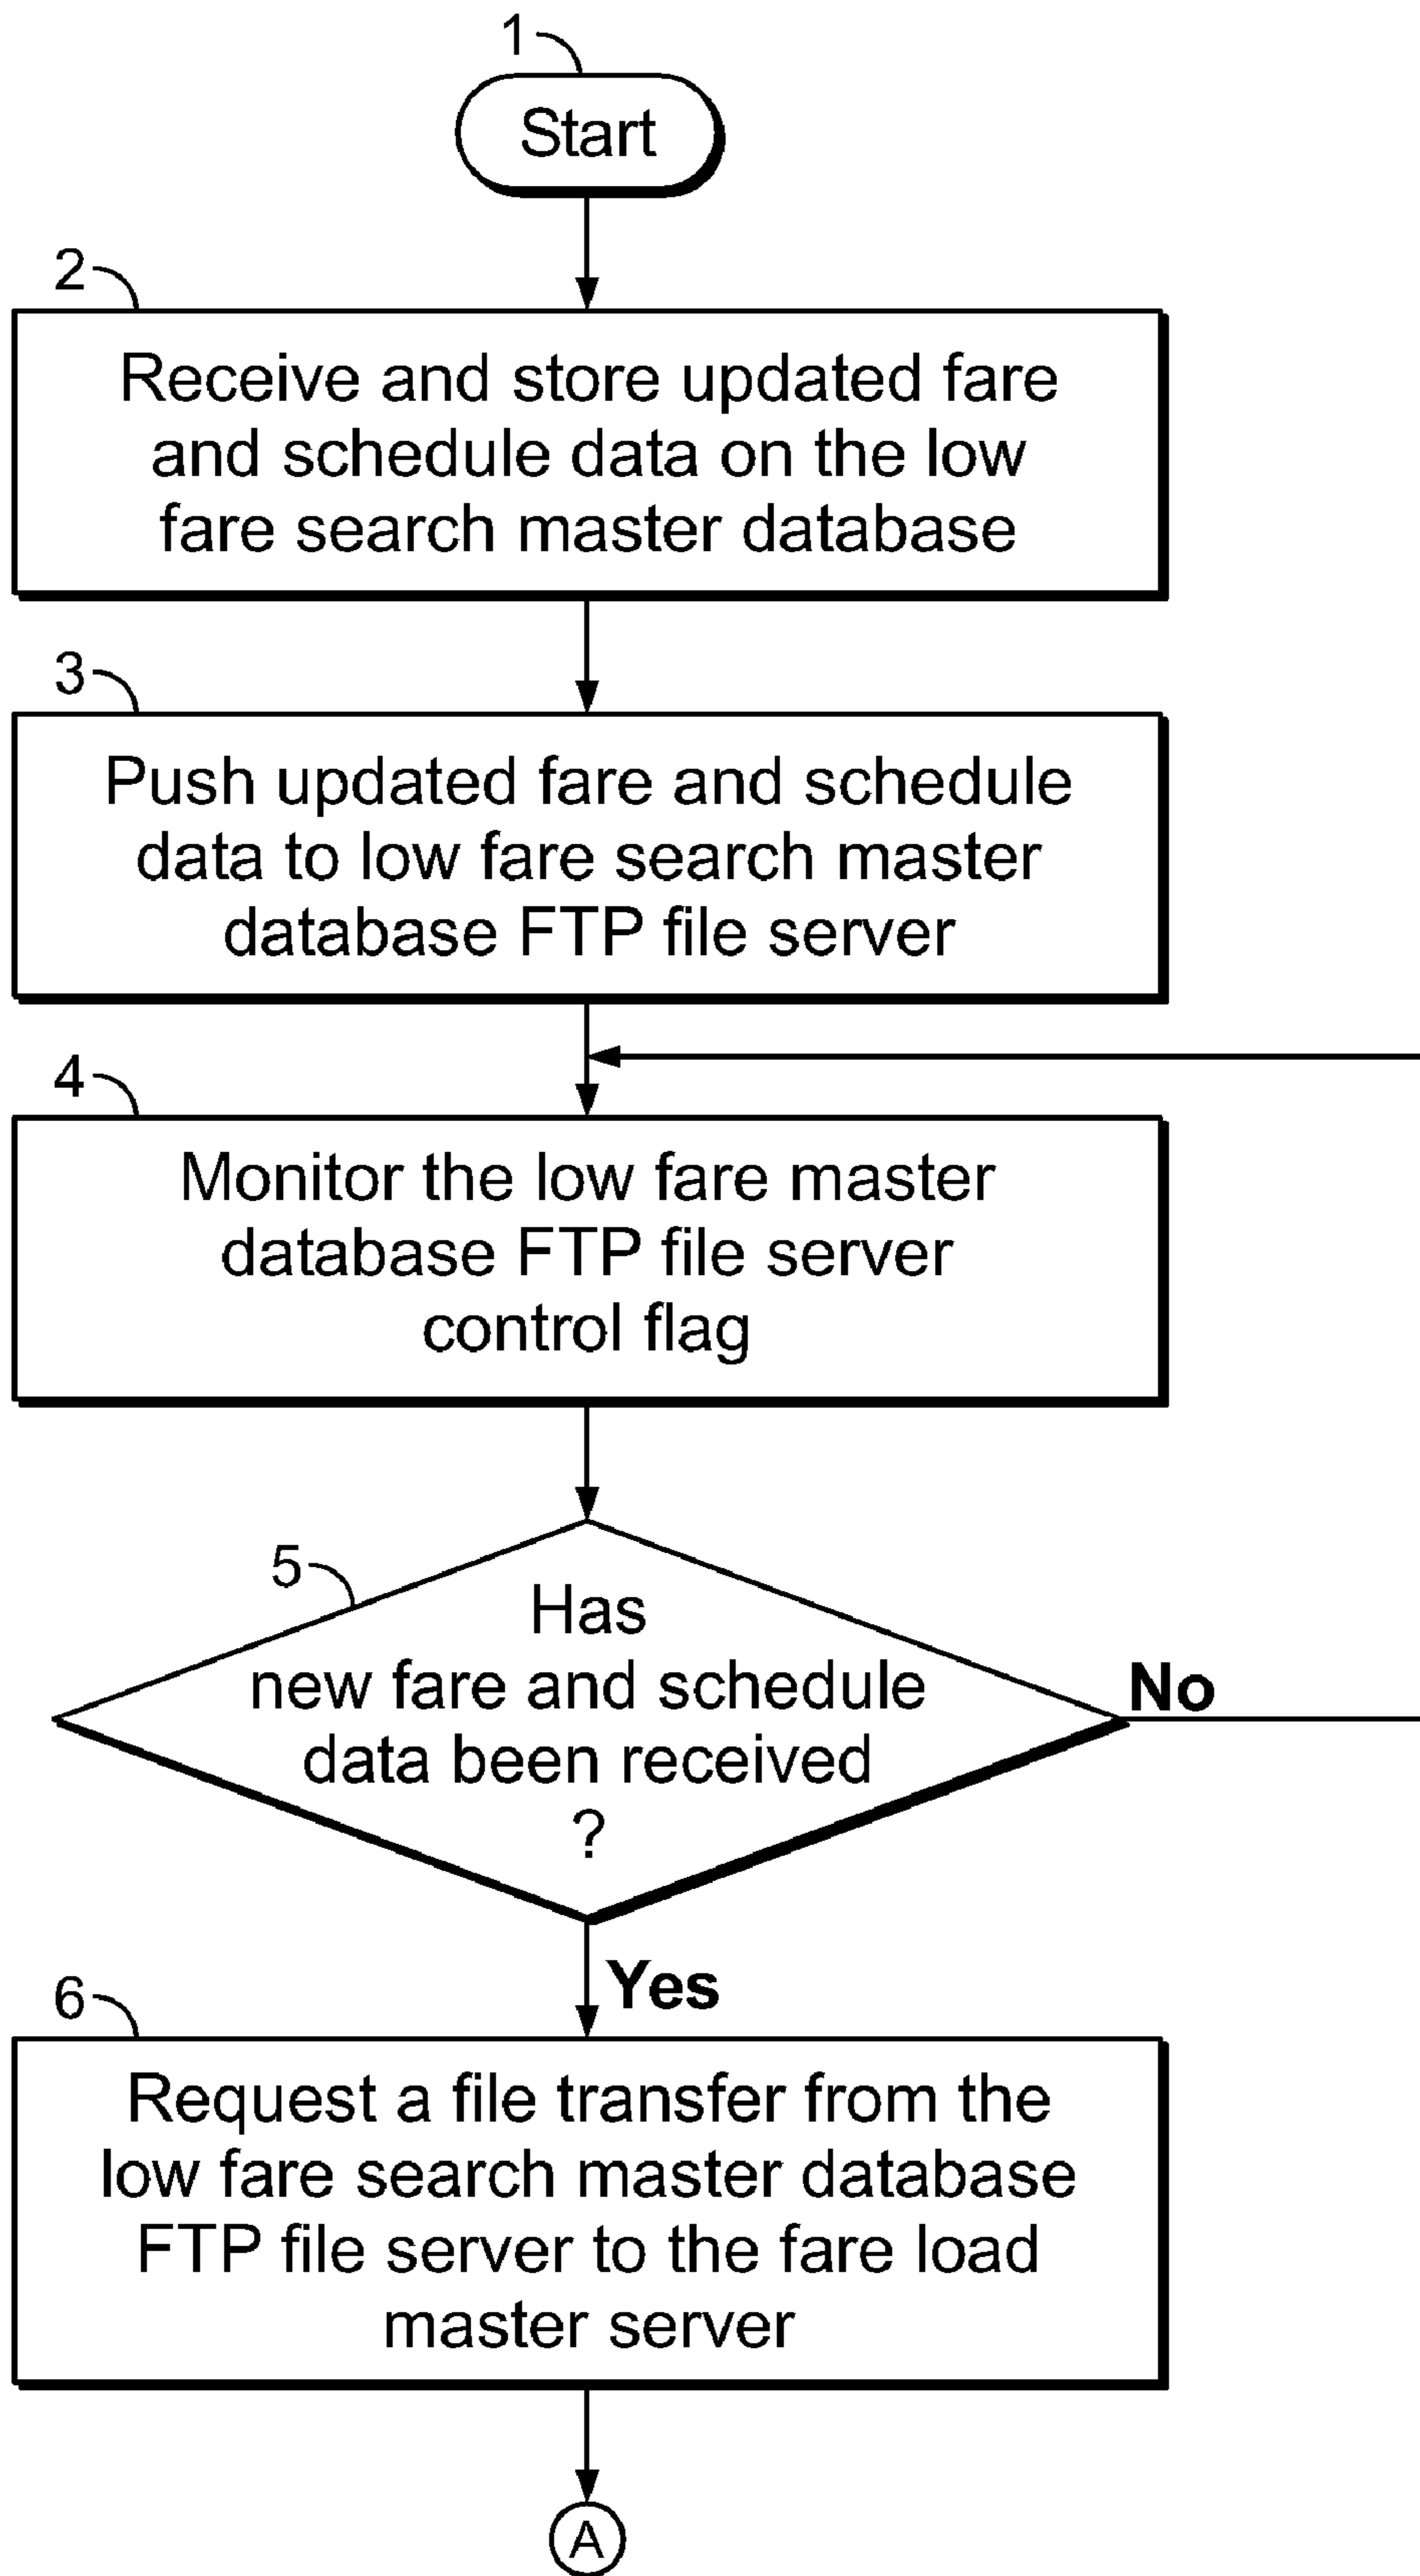 1
Start
2
Receive and store updated fare
and schedule data on the low
fare search master database
3
Push updated fare and schedule
data to low fare search master
database FTP file server
4
Monitor the low fare master
database FTP file server
control flag
5
Has
new fare and schedule
data been received
?
No
Yes
6
Request a file transfer from the
low fare search master database
FTP file server to the fare load
master server
A